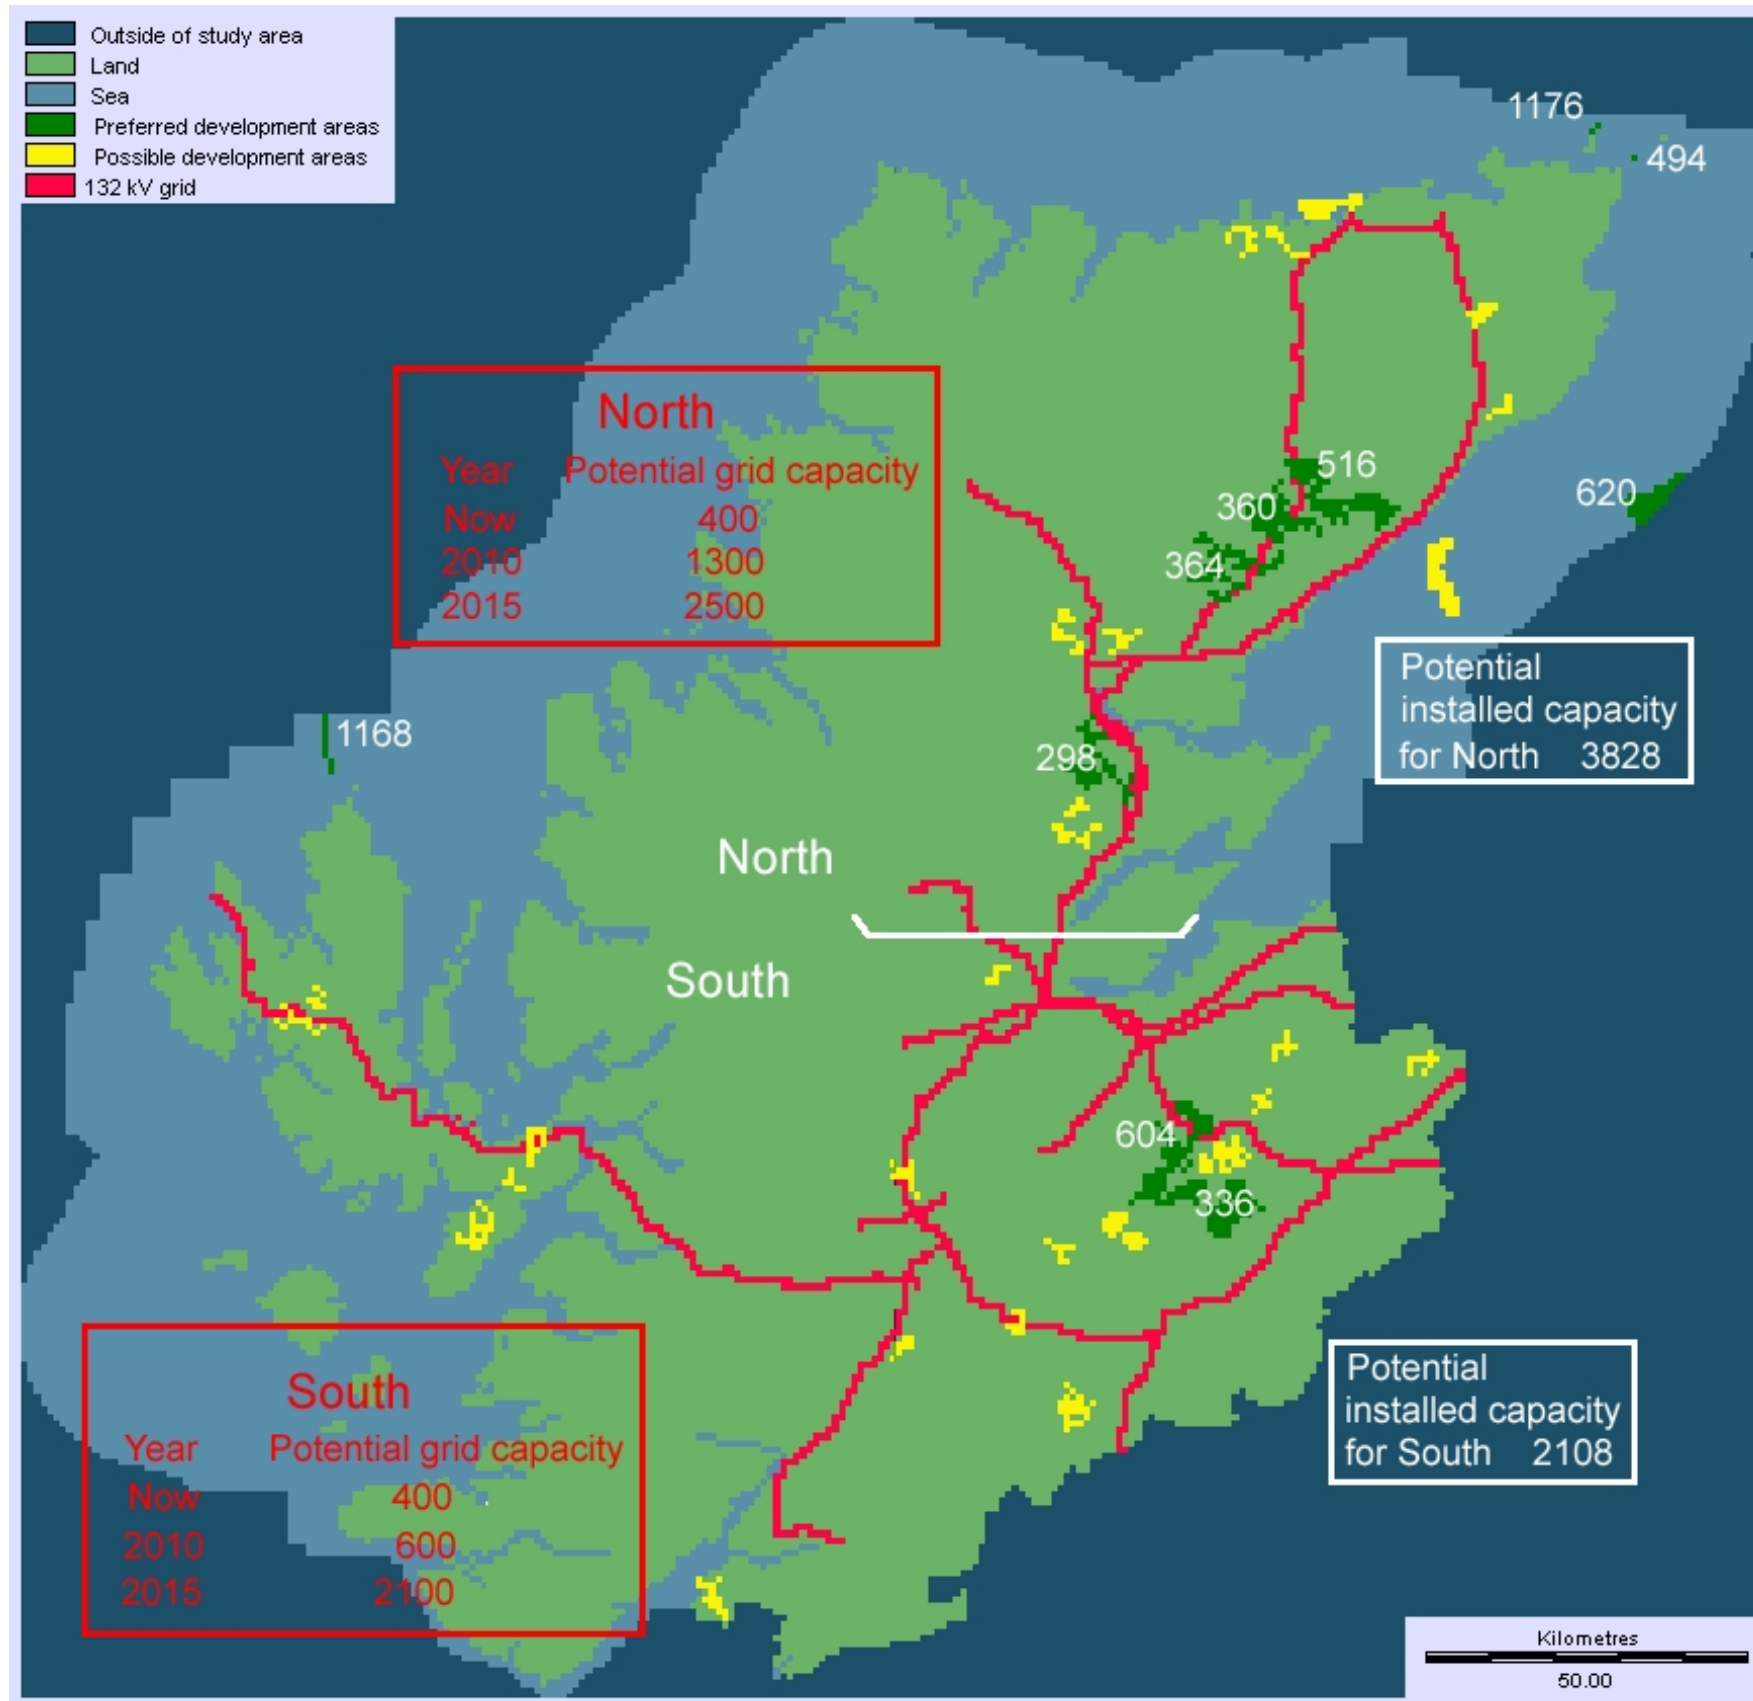 Outside of study area
Land
Sea
Preferred development areas
Possible development areas
132 kV grid
1176
494
North
Year Potential grid capacity
Now 400
2010 1300
2015 2500
516
360
620
364
Potential
installed capacity
for North 3828
1168
298
North
South
604
336
South
Year Potential grid capacity
Now 400
2010 600
2015 2100
Potential
installed capacity
for South 2108
Kilometres
50.00